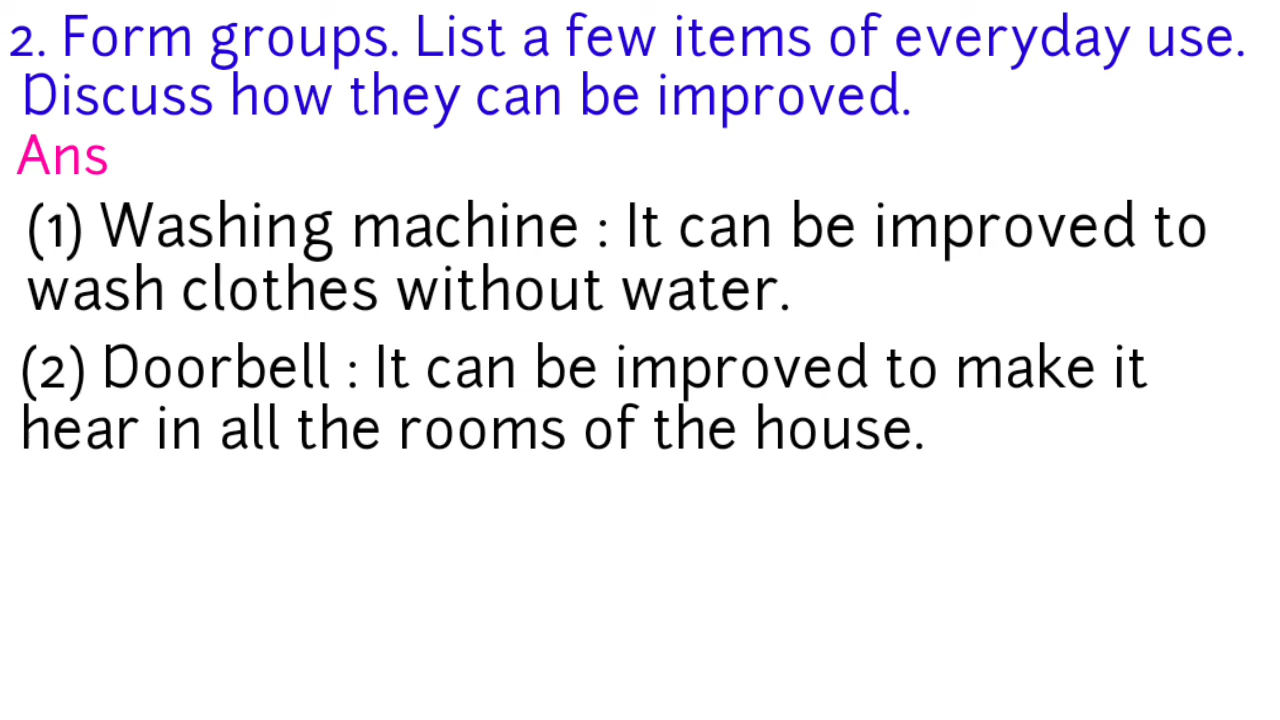 2. Form groups. List a few items of everyday use.
Discuss how they can be improved.
Ans
(1) Washing machine : It can be improved to
wash clothes without water.
(2) Doorbell : It can be improved to make it
hear in all the rooms of the house.